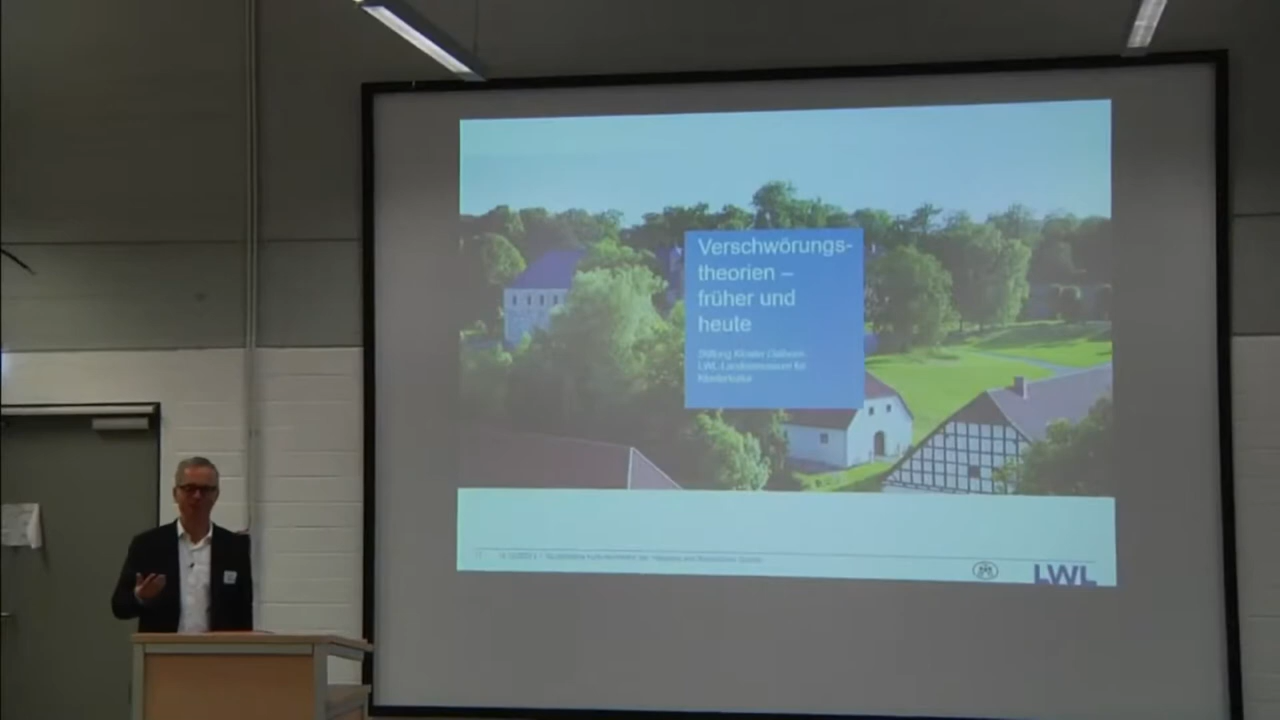 Verschwörungs-
theorien –
früher und
heute
Stiftung Kloster Dalheim
LWL-Landesmuseum für
Klosterkultur
LWL